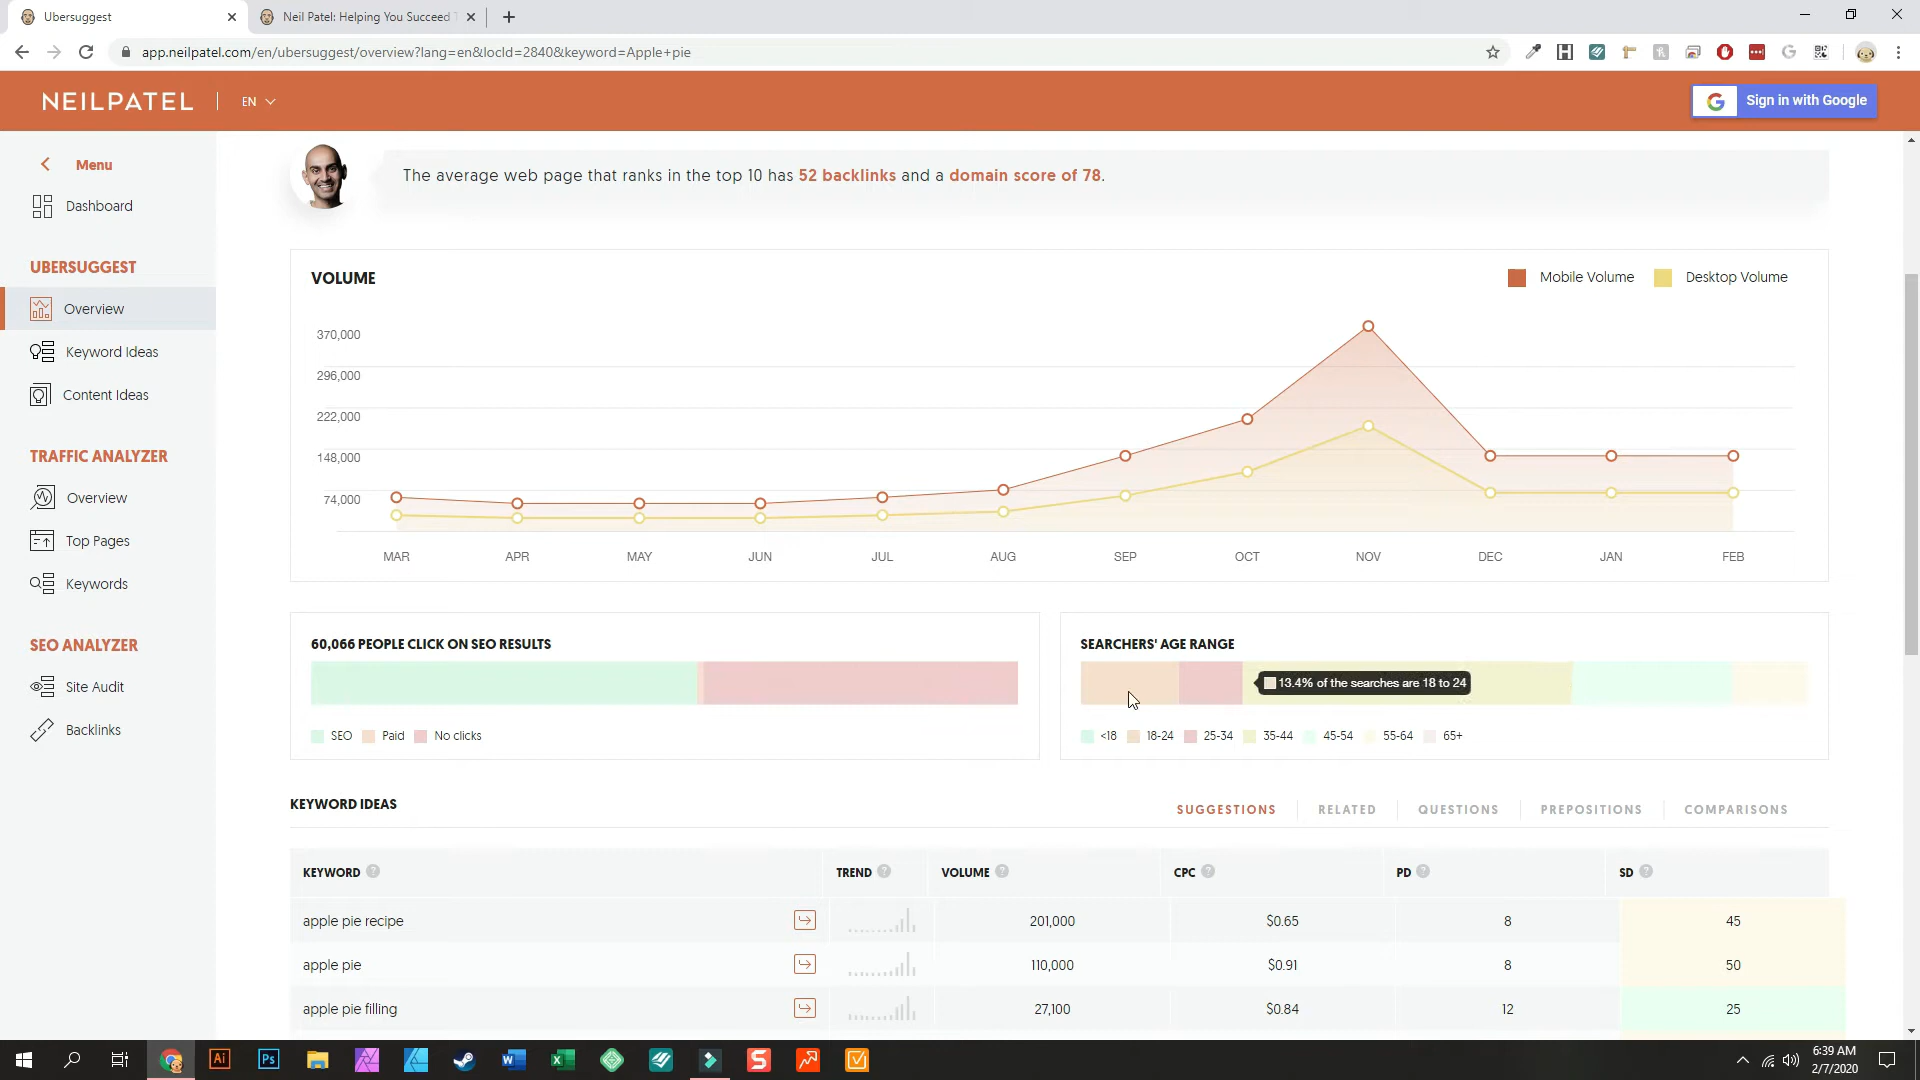 Ubersuggest
Neil Patel: Helping You Succeed
app.neilpatel.com/en/ubersuggest/overview?lang=en&locId=2840&keyword=Apple+pie
NEILPATEL
EN
Sign in with Google
Menu
Dashboard
UBERSUGGEST
Overview
Keyword Ideas
Content Ideas
TRAFFIC ANALYZER
Overview
Top Pages
Keywords
SEO ANALYZER
Site Audit
Backlinks
The average web page that ranks in the top 10 has 52 backlinks and a domain score of 78.
VOLUME
Mobile Volume Desktop Volume
370,000
296,000
222,000
148,000
74,000
MAR APR MAY JUN JUL AUG SEP OCT NOV DEC JAN FEB
60,066 PEOPLE CLICK ON SEO RESULTS
SEO Paid No clicks
SEARCHERS' AGE RANGE
13.4% of the searches are 18 to 24
<18 18-24 25-34 35-44 45-54 55-64 65+
KEYWORD IDEAS
SUGGESTIONS RELATED QUESTIONS PREPOSITIONS COMPARISONS
KEYWORD TREND VOLUME CPC PD SD
apple pie recipe 201,000 $0.65 8 45
apple pie 110,000 $0.91 8 50
apple pie filling 27,100 $0.84 12 25
Ai
Ps
6:39 AM
2/7/2020